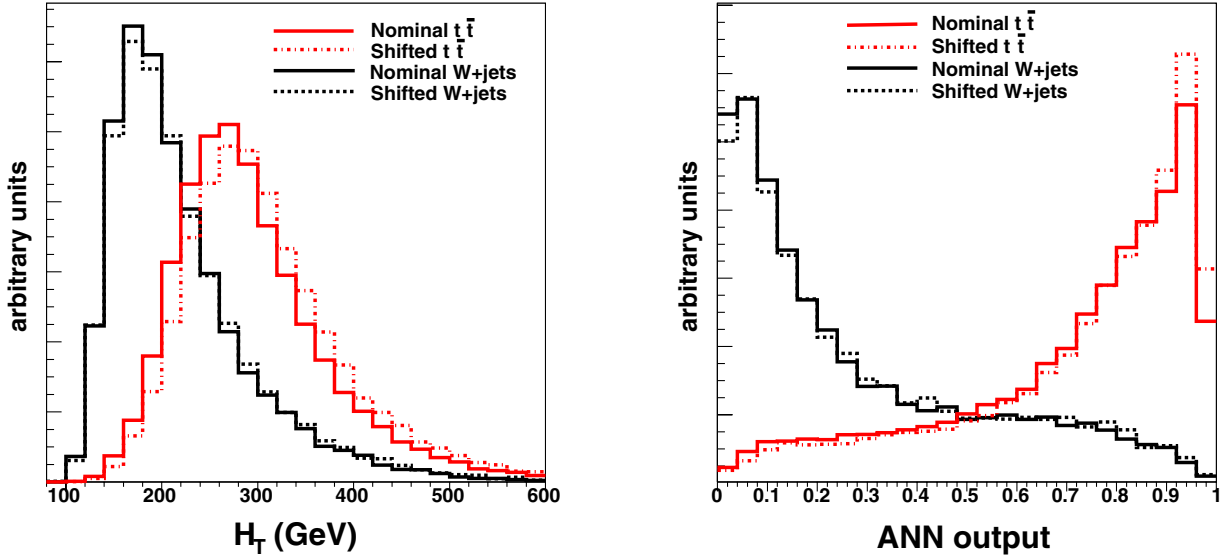 Nominal t t̄
Shifted t t̄
Nominal W+jets
Shifted W+jets
arbitrary units
100 200 300 400 500 600
H_T (GeV)
Nominal t t̄
Shifted t t̄
Nominal W+jets
Shifted W+jets
arbitrary units
0 0.1 0.2 0.3 0.4 0.5 0.6 0.7 0.8 0.9 1
ANN output